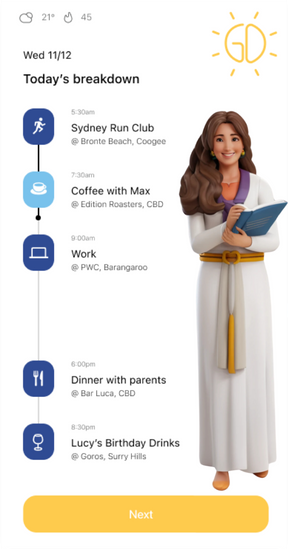 21° 45
GD
Wed 11/12
Today's breakdown
5:30am
Sydney Run Club
@ Bronte Beach, Coogee
7:30am
Coffee with Max
@ Edition Roasters, CBD
9:00am
Work
@ PWC, Barangaroo
6:00pm
Dinner with parents
@ Bar Luca, CBD
8:30pm
Lucy's Birthday Drinks
@ Goros, Surry Hills
Next